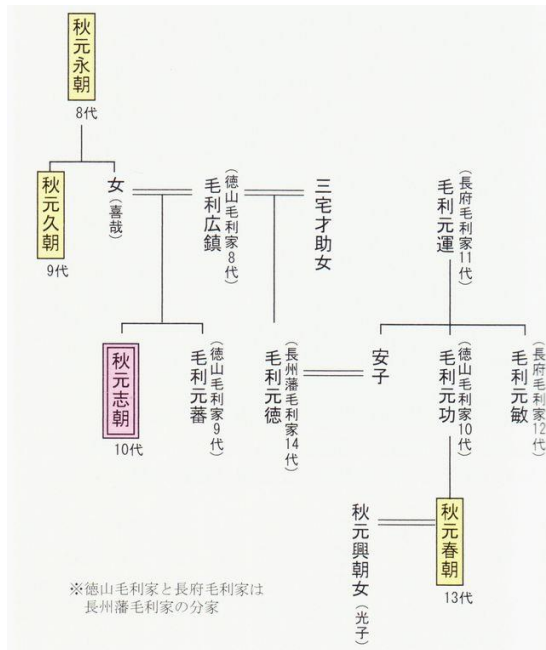 秋元永朝
8代
秋元久朝
9代
女(喜哉)
(徳山毛利家8代)
毛利広鎮
三宅才助女
(長府毛利家11代)
毛利元運
秋元志朝
10代
(徳山毛利家9代)
毛利元蕃
(長州藩毛利家14代)
毛利元徳
安子
(徳山毛利家10代)
毛利元功
(長府毛利家12代)
毛利元敏
秋元興朝女(光子)
秋元春朝
13代
※徳山毛利家と長府毛利家は
長州藩毛利家の分家